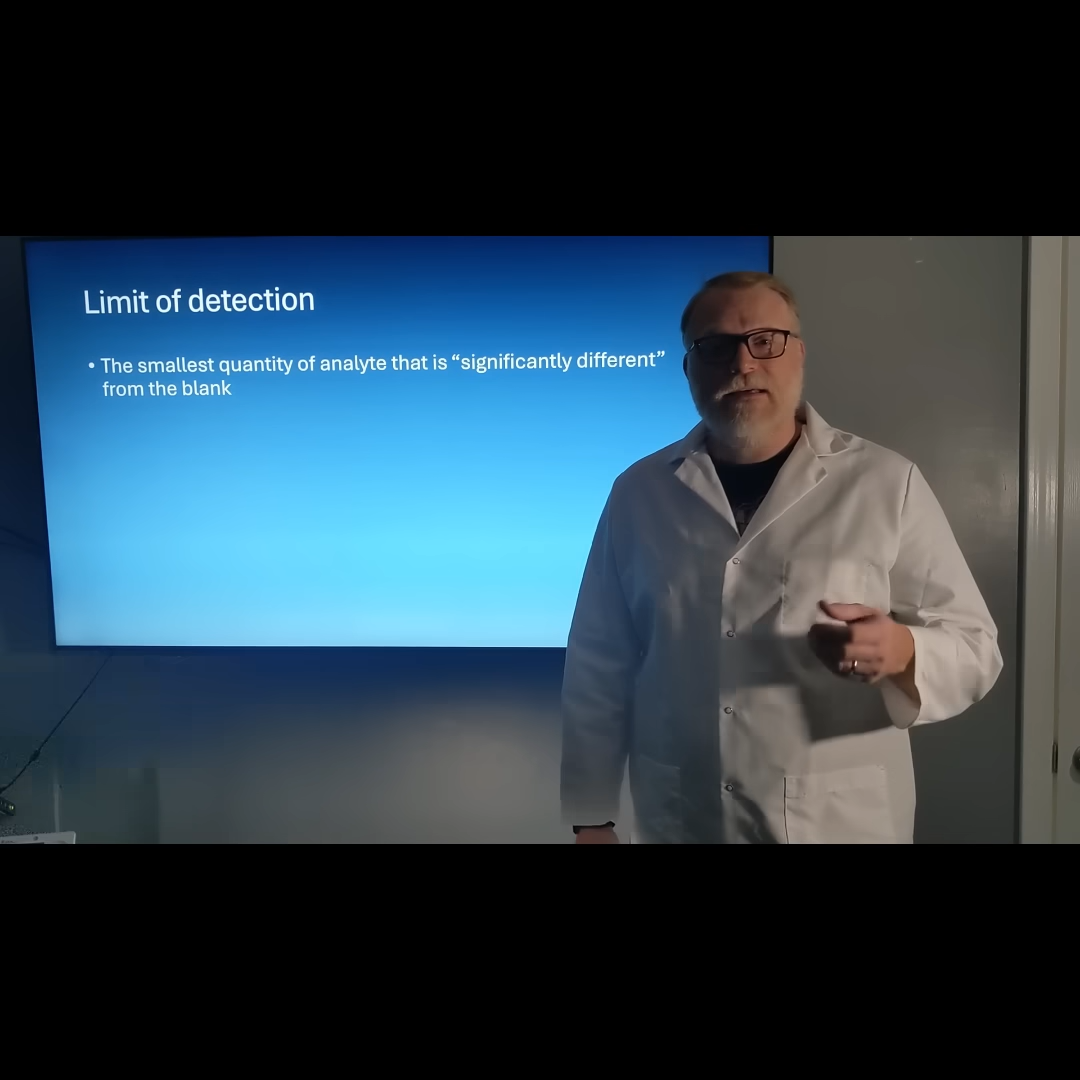 Limit of detection
• The smallest quantity of analyte that is “significantly different”
from the blank